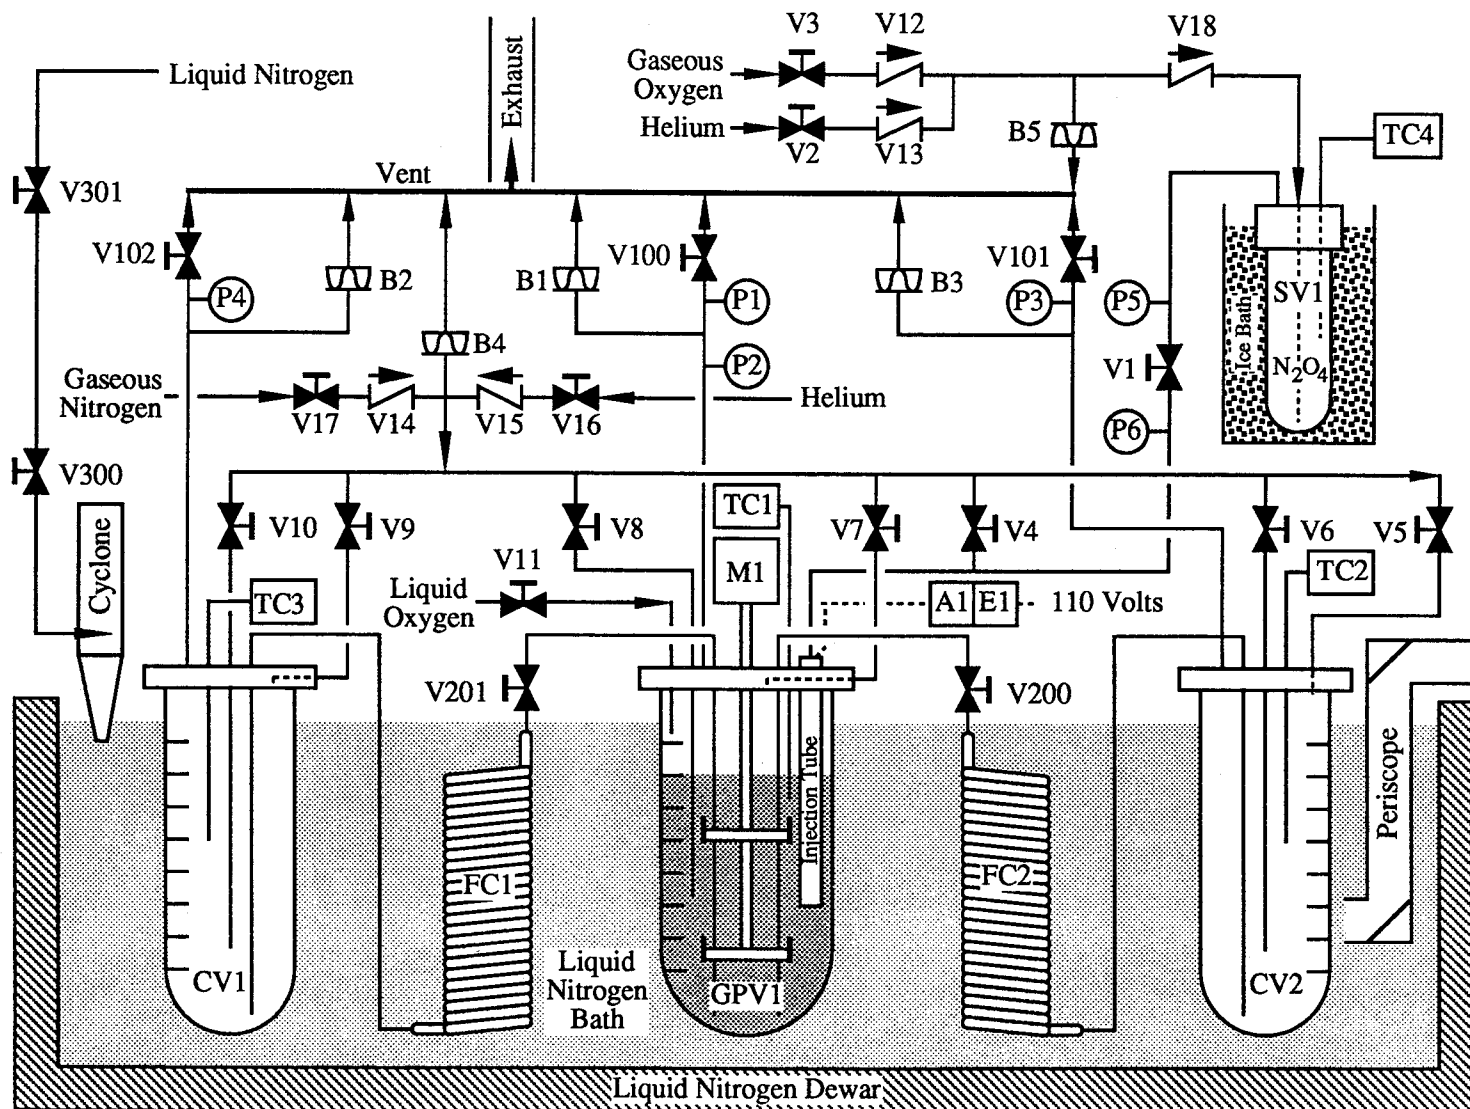 V3
V12
V18
Liquid Nitrogen
Exhaust
Gaseous
Oxygen
Helium
V2
V13
B5
TC4
Vent
V301
V102
B2
B1
V100
B3
V101
P4
P1
P3
P5
SV1
Ice Bath
N2O4
B4
P2
V1
Gaseous
Nitrogen
V17
V14
V15
V16
Helium
P6
V300
Cyclone
V10
V9
V8
TC1
V7
V4
V6
V5
V11
M1
Liquid
Oxygen
TC3
A1
E1
110 Volts
TC2
V201
V200
Periscope
Injection Tube
FC1
FC2
CV1
Liquid
Nitrogen
Bath
GPV1
CV2
Liquid Nitrogen Dewar